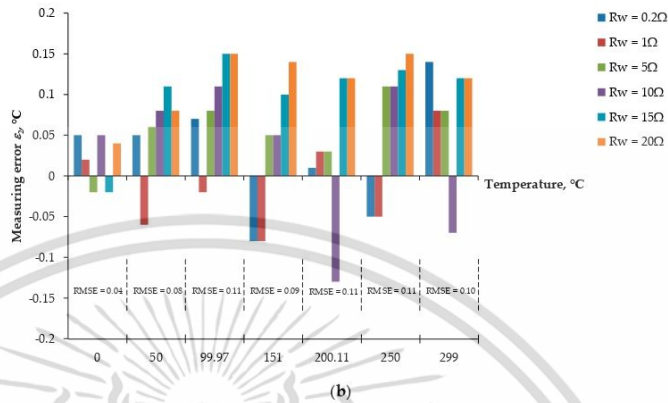 0.2
0.15
0.1
0.05
0
-0.05
-0.1
-0.15
-0.2
Measuring error ε₂, °C
Rw = 0.2Ω
Rw = 1Ω
Rw = 5Ω
Rw = 10Ω
Rw = 15Ω
Rw = 20Ω
Temperature, °C
RMSE = 0.04 RMSE = 0.08 RMSE = 0.11 RMSE = 0.09 RMSE = 0.11 RMSE = 0.11 RMSE = 0.10
0 50 99.97 151 200.11 250 299
(b)